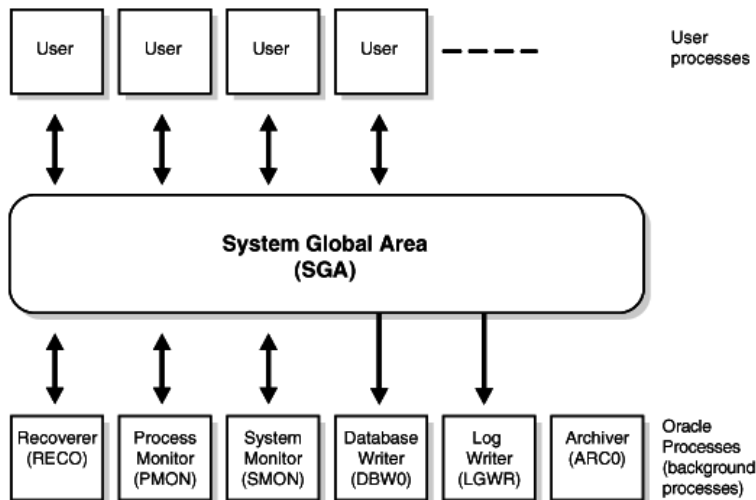 User
User
User
User
User
processes
System Global Area
(SGA)
Recoverer
(RECO)
Process
Monitor
(PMON)
System
Monitor
(SMON)
Database
Writer
(DBW0)
Log
Writer
(LGWR)
Archiver
(ARC0)
Oracle
Processes
(background
processes)